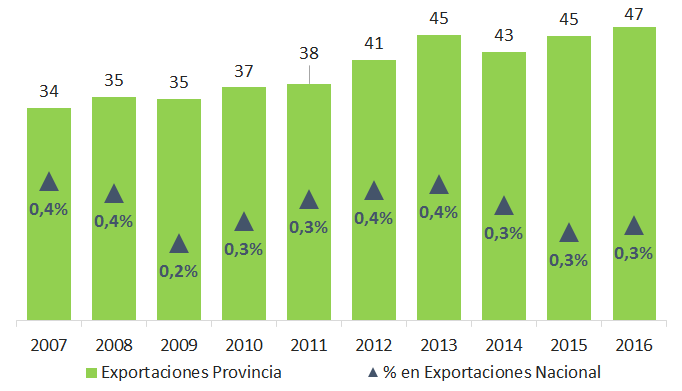 34 35 35 37 38 41 45 43 45 47
0,4% 0,4% 0,2% 0,3% 0,3% 0,4% 0,4% 0,3% 0,3% 0,3%
2007 2008 2009 2010 2011 2012 2013 2014 2015 2016
Exportaciones Provincia % en Exportaciones Nacional